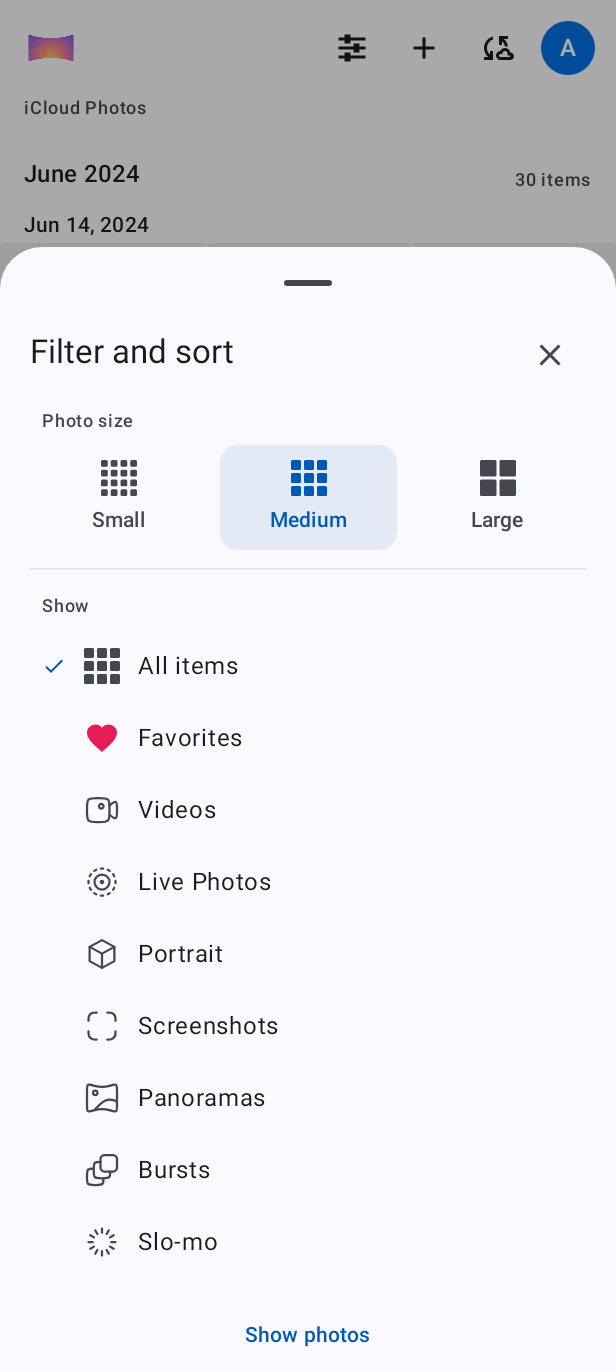 A
iCloud Photos
June 2024
30 items
Jun 14, 2024
Filter and sort
Photo size
Small
Medium
Large
Show
All items
Favorites
Videos
Live Photos
Portrait
Screenshots
Panoramas
Bursts
Slo-mo
Show photos